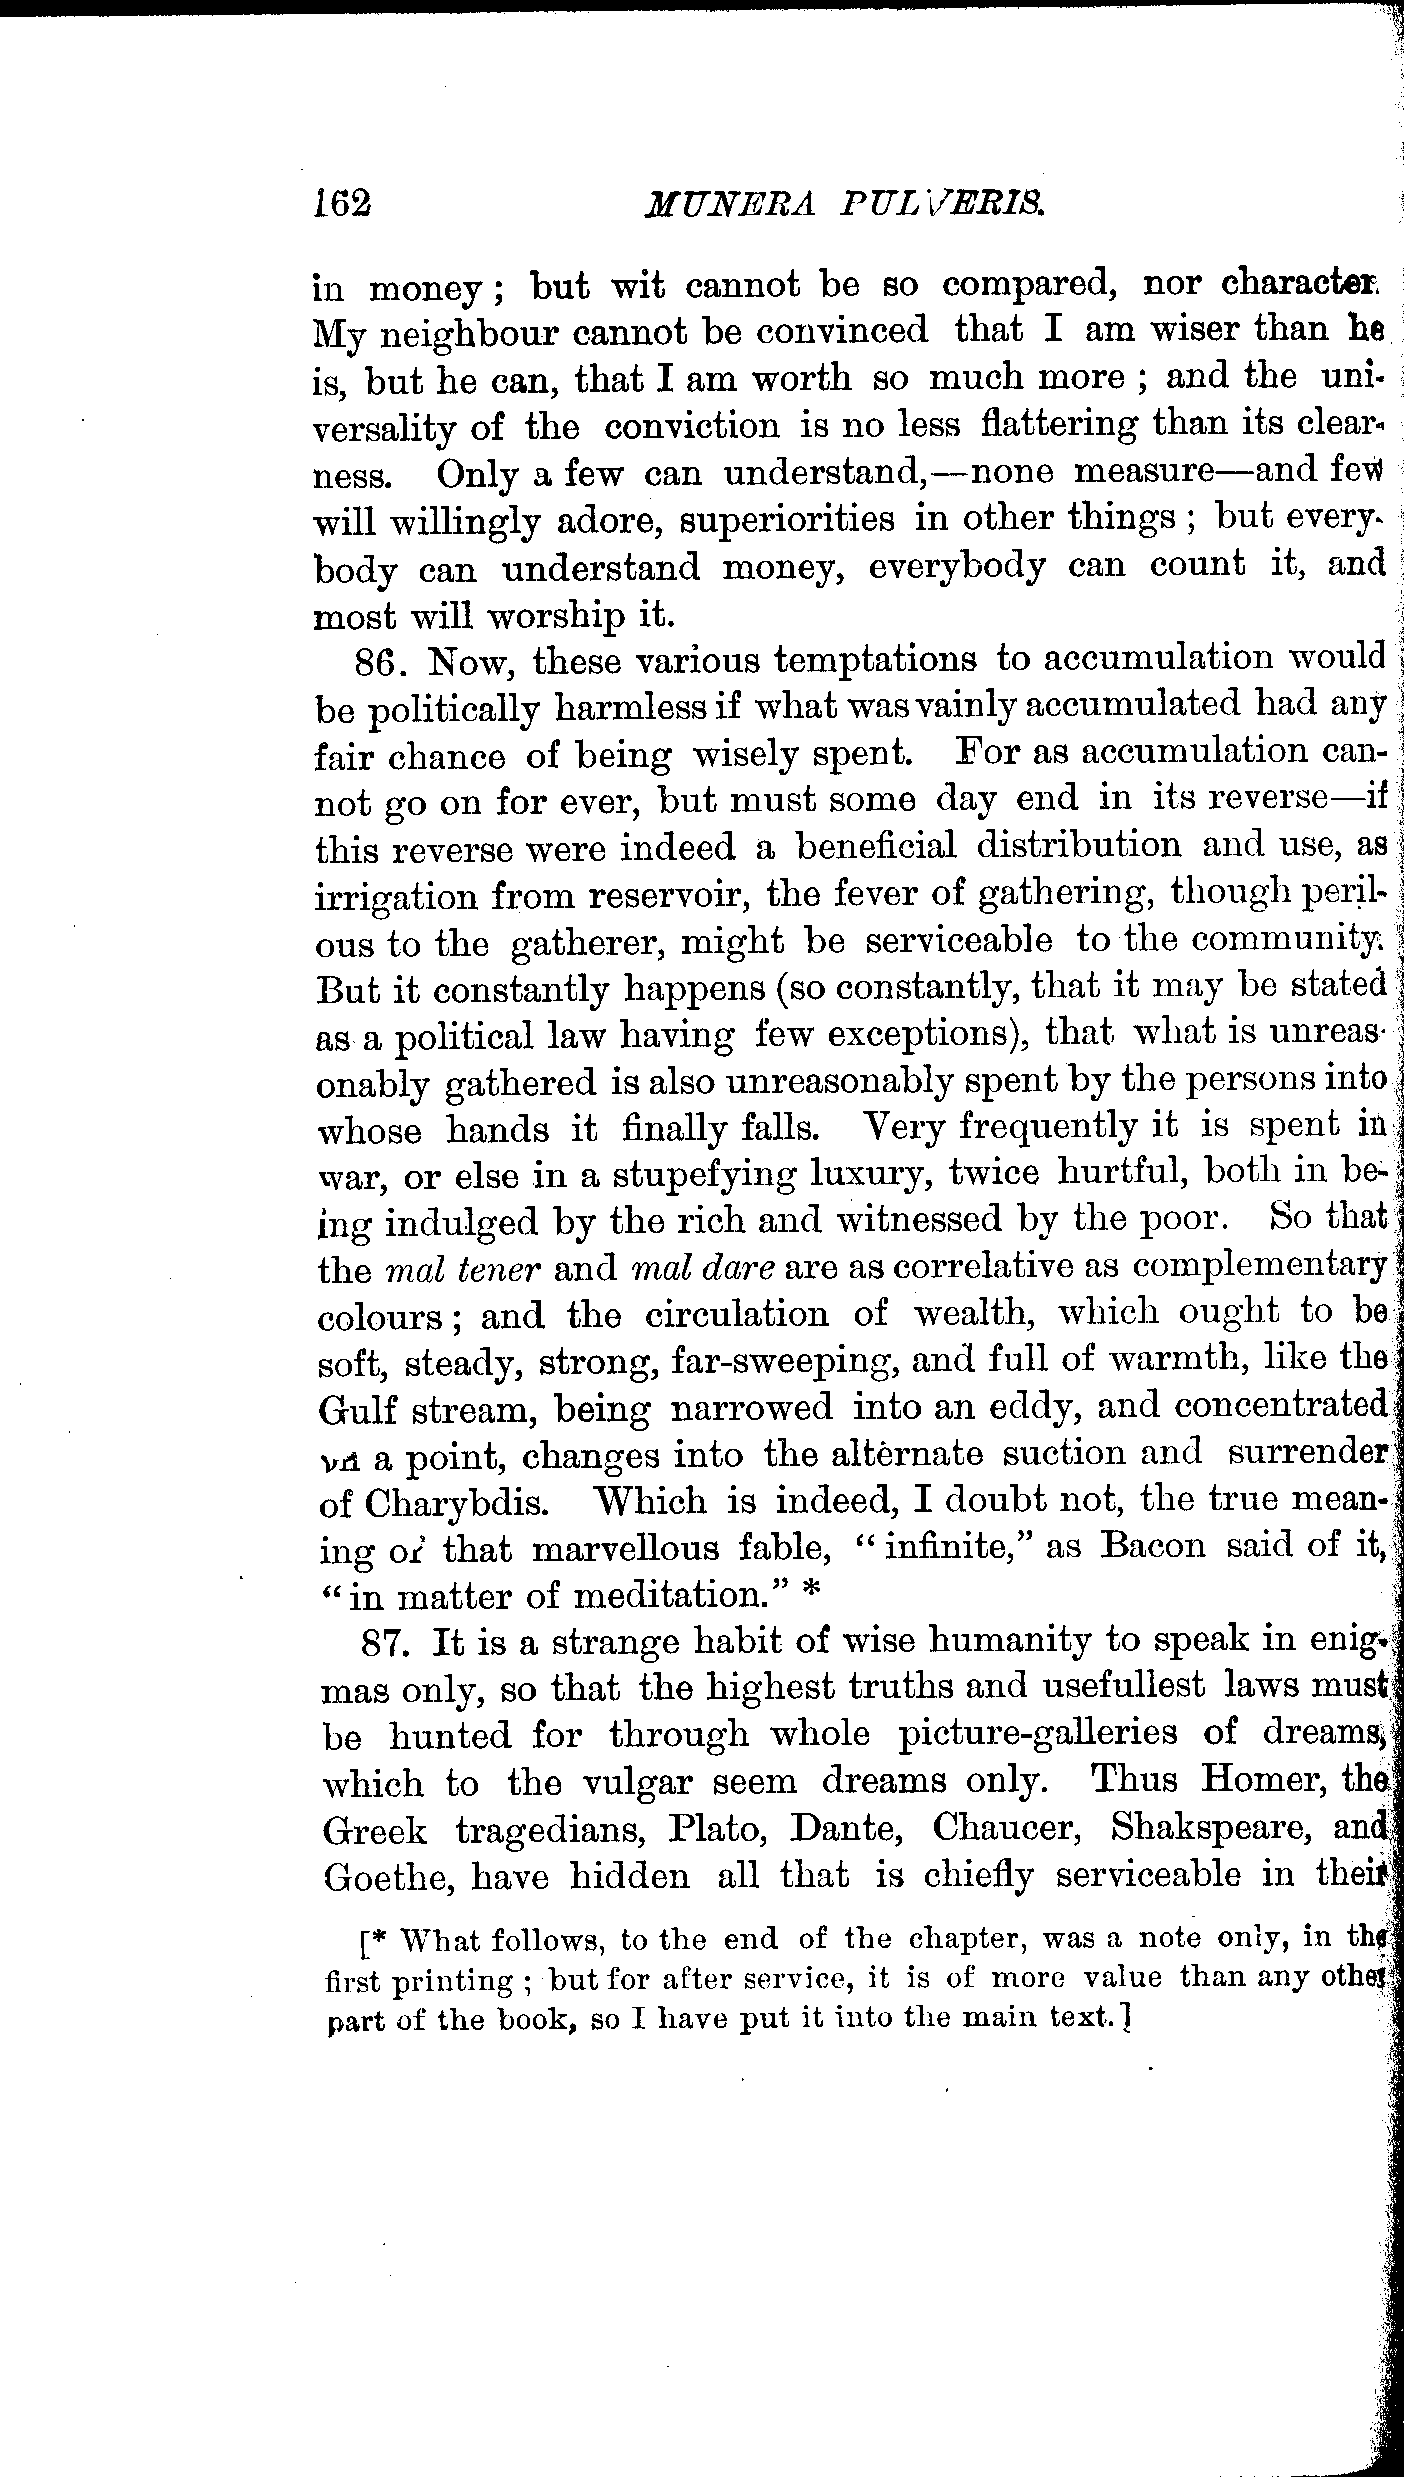 162 MUNERA PULVERIS.
in money; but wit cannot be so compared, nor character.
My neighbour cannot be convinced that I am wiser than he
is, but he can, that I am worth so much more; and the uni-
versality of the conviction is no less flattering than its clear-
ness. Only a few can understand,—none measure—and few
will willingly adore, superiorities in other things; but every-
body can understand money, everybody can count it, and
most will worship it.
86. Now, these various temptations to accumulation would
be politically harmless if what was vainly accumulated had any
fair chance of being wisely spent. For as accumulation can-
not go on for ever, but must some day end in its reverse—if
this reverse were indeed a beneficial distribution and use, as
irrigation from reservoir, the fever of gathering, though peril-
ous to the gatherer, might be serviceable to the community.
But it constantly happens (so constantly, that it may be stated
as a political law having few exceptions), that what is unreas-
onably gathered is also unreasonably spent by the persons into
whose hands it finally falls. Very frequently it is spent in
war, or else in a stupefying luxury, twice hurtful, both in be-
ing indulged by the rich and witnessed by the poor. So that
the mal tener and mal dare are as correlative as complementary
colours; and the circulation of wealth, which ought to be
soft, steady, strong, far-sweeping, and full of warmth, like the
Gulf stream, being narrowed into an eddy, and concentrated
a point, changes into the alternate suction and surrender
of Charybdis. Which is indeed, I doubt not, the true mean-
ing of that marvellous fable, "infinite," as Bacon said of it,
"in matter of meditation." *
87. It is a strange habit of wise humanity to speak in enig-
mas only, so that the highest truths and usefullest laws must
be hunted for through whole picture-galleries of dreams,
which to the vulgar seem dreams only. Thus Homer, the
Greek tragedians, Plato, Dante, Chaucer, Shakspeare, and
Goethe, have hidden all that is chiefly serviceable in their
[* What follows, to the end of the chapter, was a note only, in the
first printing; but for after service, it is of more value than any other
part of the book, so I have put it into the main text.]